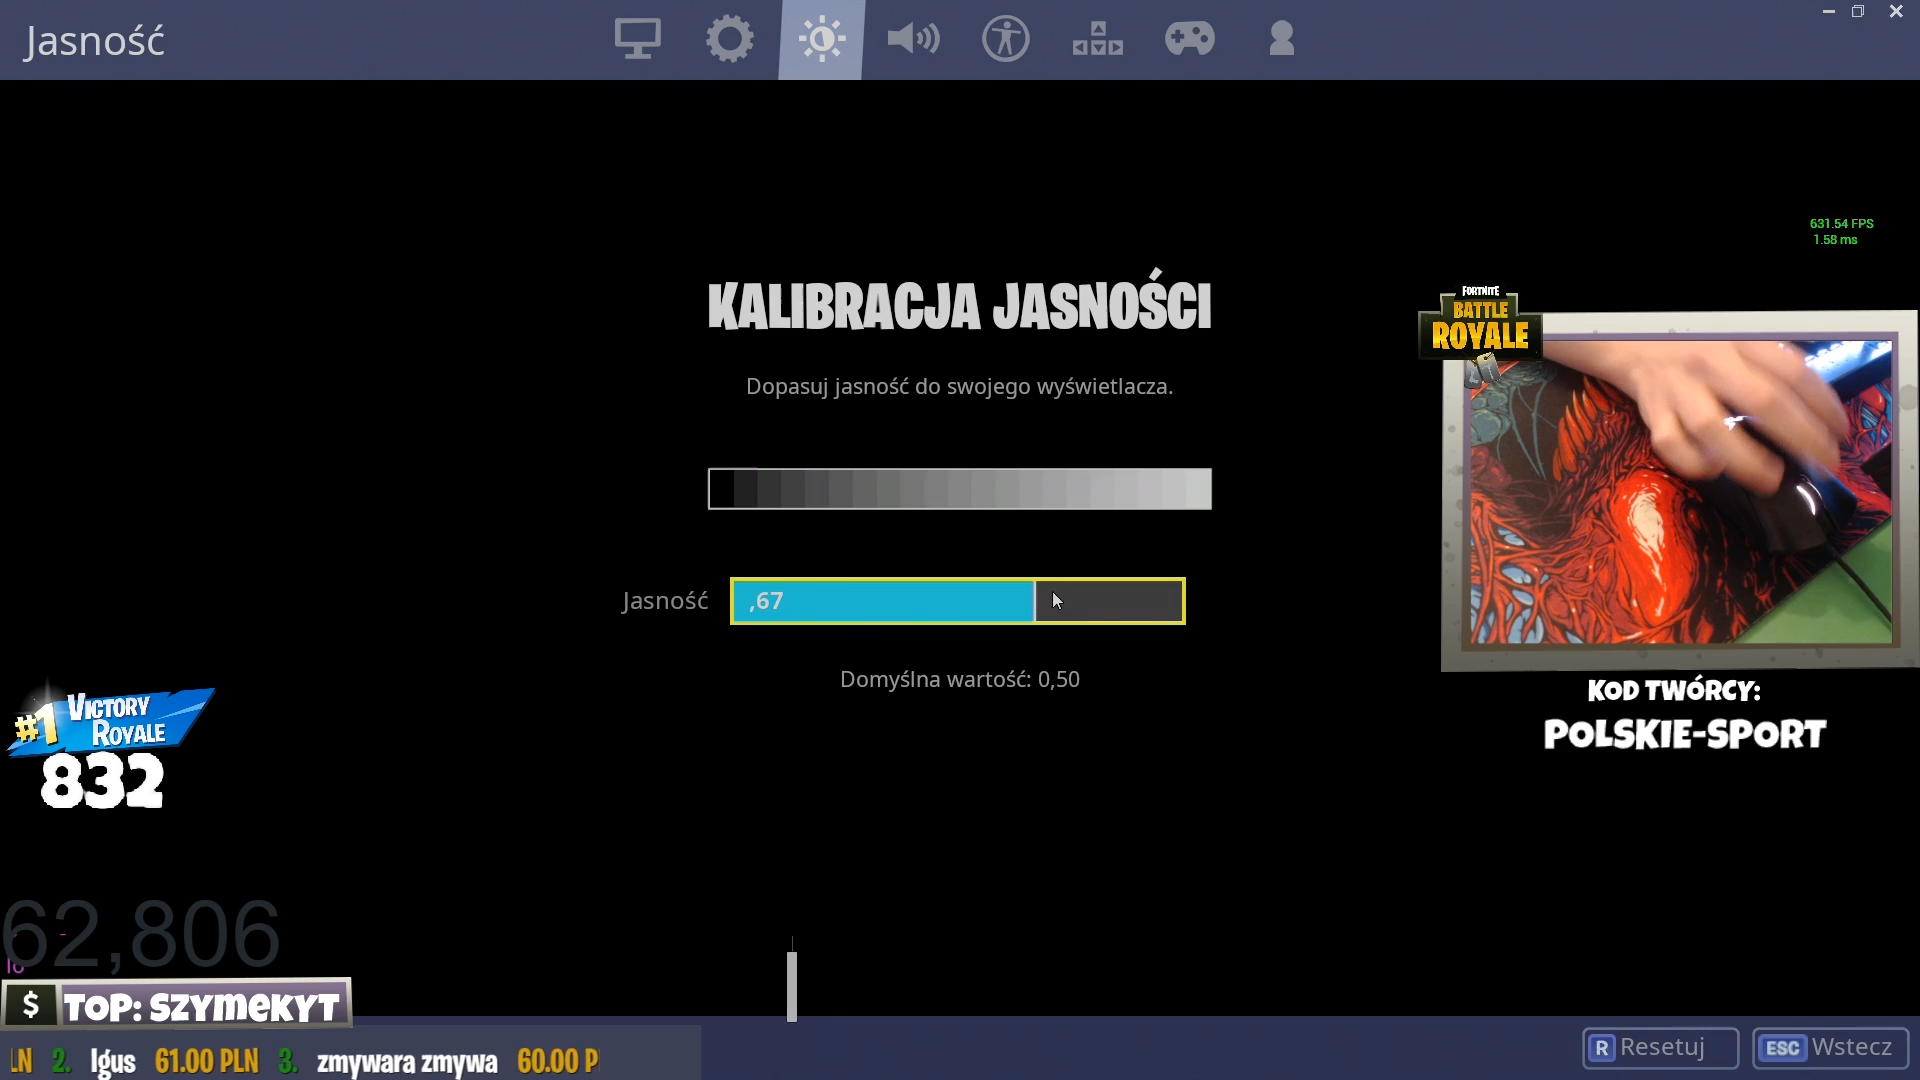 Jasność
631.54 FPS
1.58 ms
KALIBRACJA JASNOŚCI
Dopasuj jasność do swojego wyświetlacza.
FORTNITE
BATTLE
ROYALE
Jasność
,67
Domyślna wartość: 0,50
KOD TWÓRCY:
POLSKIE-SPORT
#1 VICTORY
ROYALE
832
62,806
$ TOP: SZYMEKYT
LN 2. Igus 61.00 PLN 3. zmywara zmywa 60.00 P
R Resetuj
ESC Wstecz